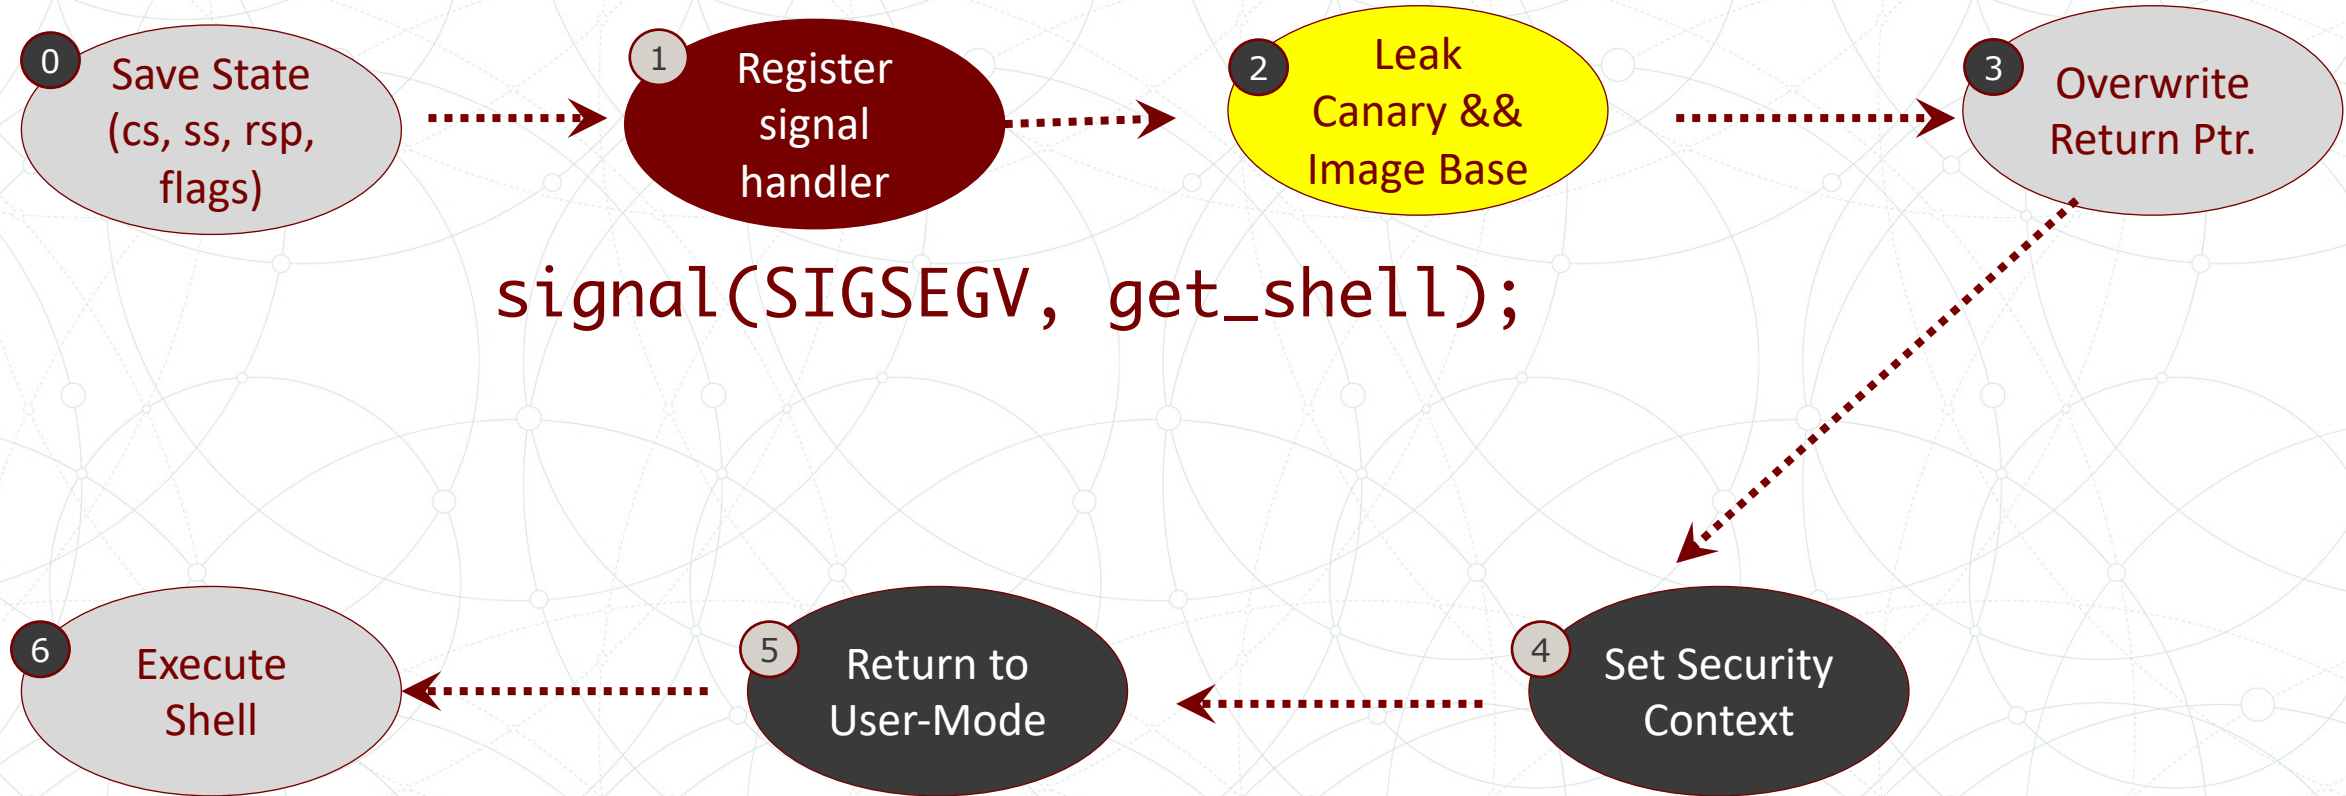 0
Save State
(cs, ss, rsp,
flags)
1
Register
signal
handler
2
Leak
Canary &&
Image Base
3
Overwrite
Return Ptr.
signal(SIGSEGV, get_shell);
6
Execute
Shell
5
Return to
User-Mode
4
Set Security
Context